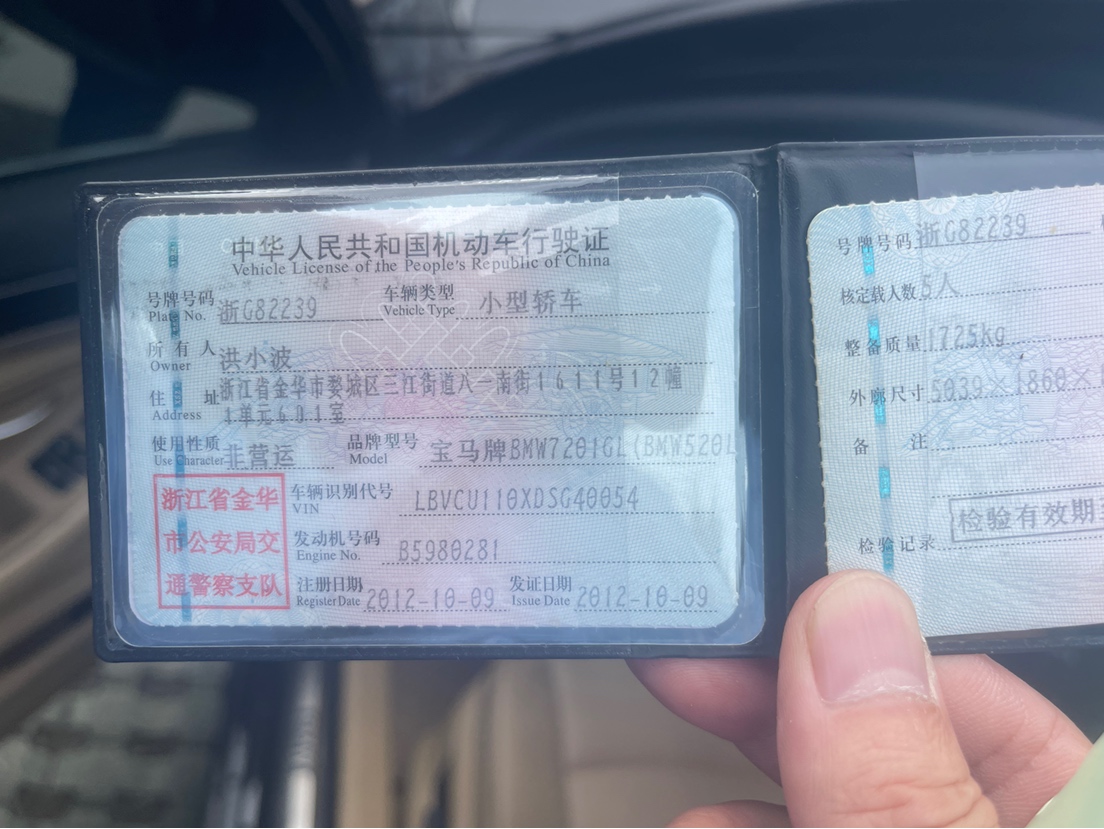 中华人民共和国机动车行驶证
Vehicle License of the People's Republic of China
号牌号码 浙G82239 车辆类型 小型轿车
Plate No. Vehicle Type
所有人 洪小波
Owner
住址 浙江省金华市婺城区三江街道八一南街1611号12幢
Address 1单元601室
使用性质 非营运 品牌型号 宝马牌BMW7201GL(BMW520L
Use Character Model
浙江省金华
市公安局交
通警察支队
车辆识别代号 LBVCU110XDSG40054
VIN
发动机号码 B5980281
Engine No.
注册日期 2012-10-09 发证日期 2012-10-09
Register Date Issue Date
号牌号码 浙G82239
核定载人数 5人
整备质量 1725kg
外廓尺寸 5039×1860×
备注
检验有效期至
检验记录